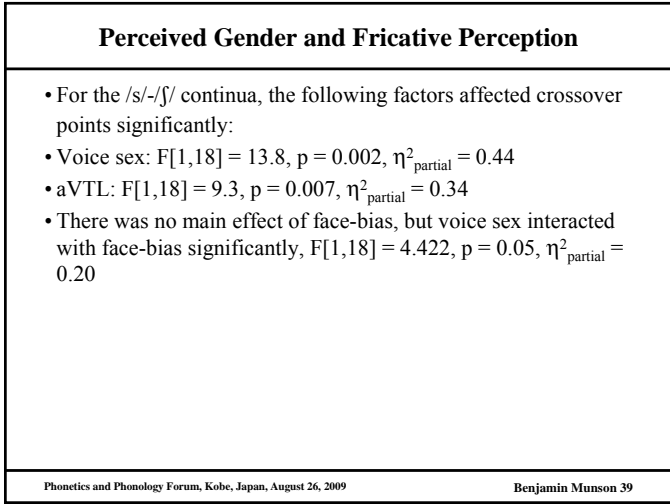 Perceived Gender and Fricative Perception
• For the /s/-/ʃ/ continua, the following factors affected crossover
points significantly:
• Voice sex: F[1,18] = 13.8, p = 0.002, η²partial = 0.44
• aVTL: F[1,18] = 9.3, p = 0.007, η²partial = 0.34
• There was no main effect of face-bias, but voice sex interacted
with face-bias significantly, F[1,18] = 4.422, p = 0.05, η²partial =
0.20
Phonetics and Phonology Forum, Kobe, Japan, August 26, 2009 Benjamin Munson 39